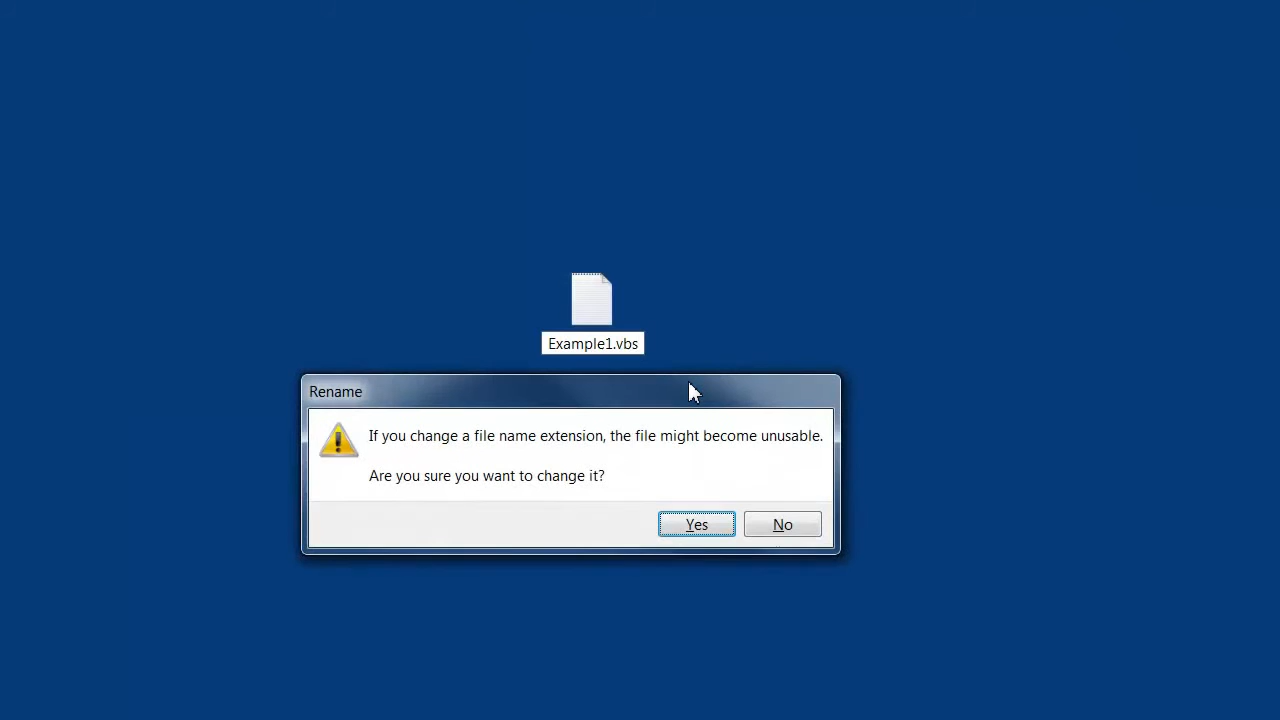 Example1.vbs
Rename
If you change a file name extension, the file might become unusable.
Are you sure you want to change it?
Yes
No